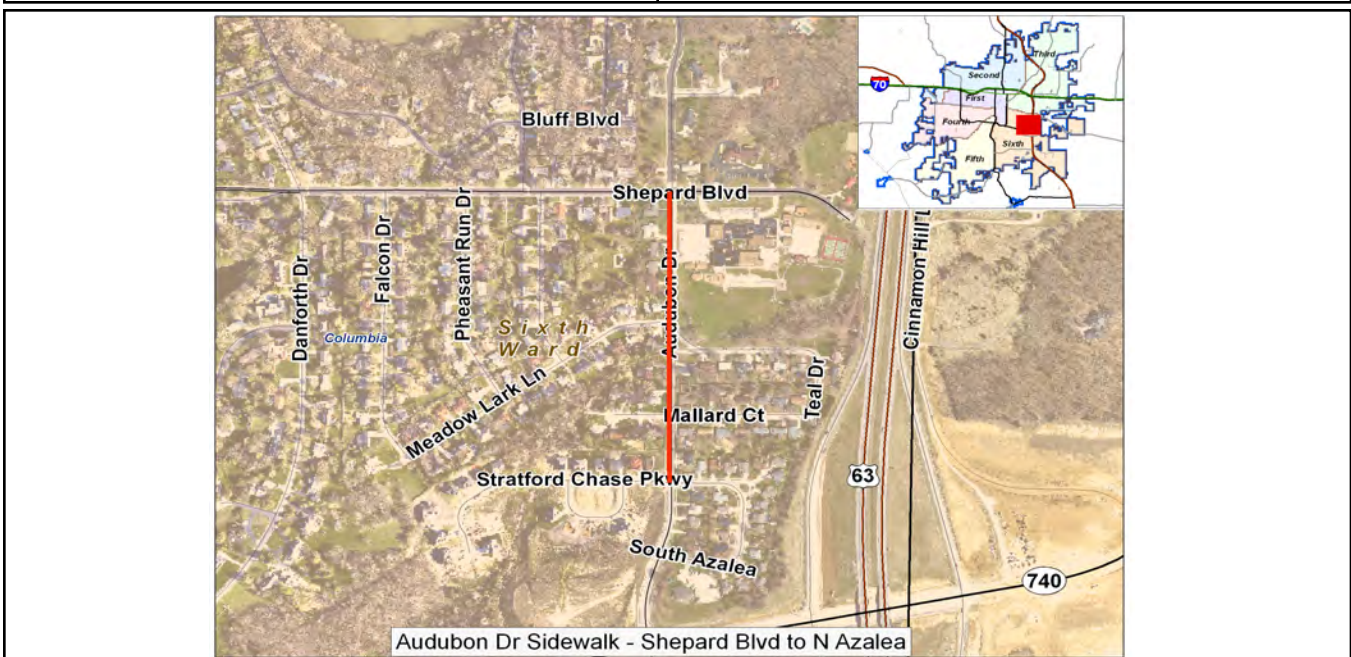 Third
Second
70
First
Fourth
Sixth
Fifth
Bluff Blvd
Shepard Blvd
Danforth Dr
Falcon Dr
Pheasant Run Dr
Audubon Dr
Cinnamon Hill L
Columbia
Sixth
Ward
Meadow Lark Ln
Teal Dr
Mallard Ct
Stratford Chase Pkwy
63
South Azalea
740
Audubon Dr Sidewalk - Shepard Blvd to N Azalea